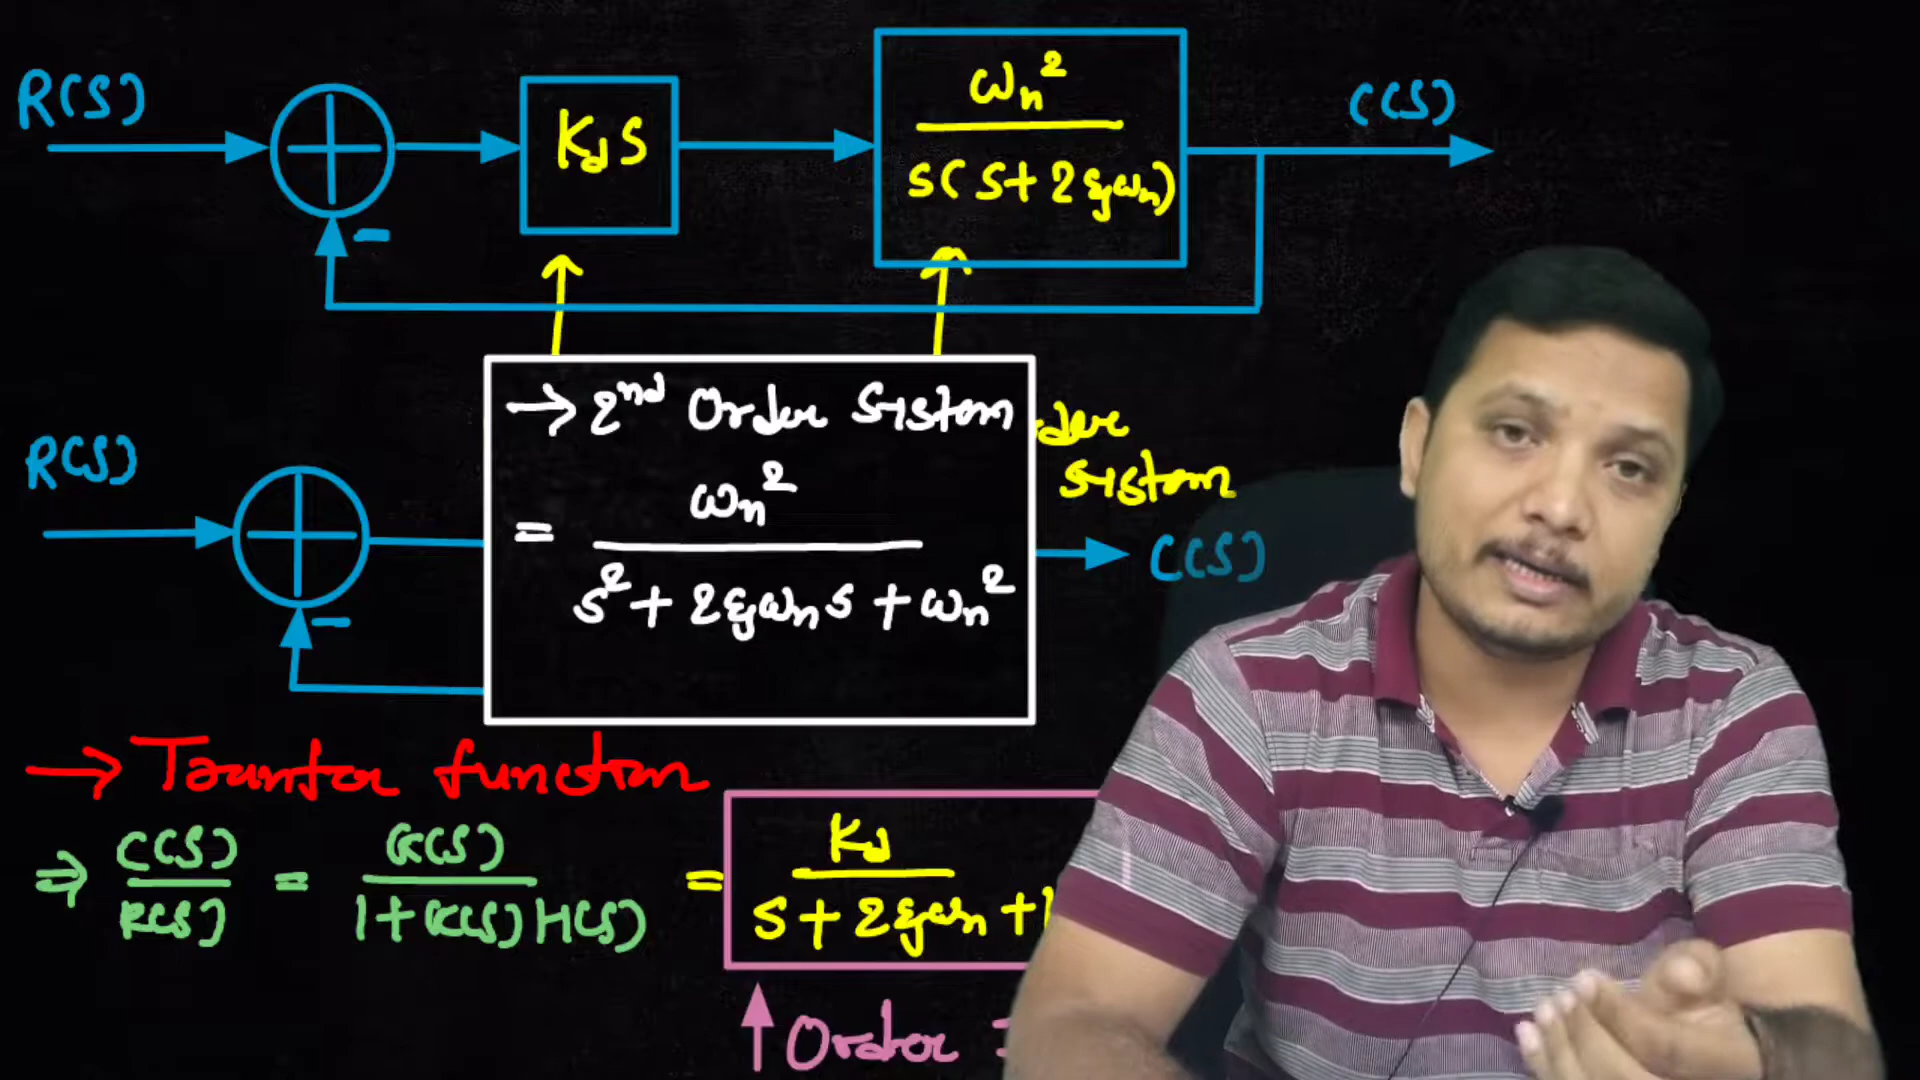 R(S)
KdS
ωn²
s(s+2ξωn)
C(S)
-
→ 2nd Order System
= ωn²
s²+2ξωns+ωn²
System
R(S)
C(S)
-
→ Transfer function
⇒ C(S)/R(S) = G(S)/1+G(S)H(S) = Kd/s+2ξωn+
↑ Order =